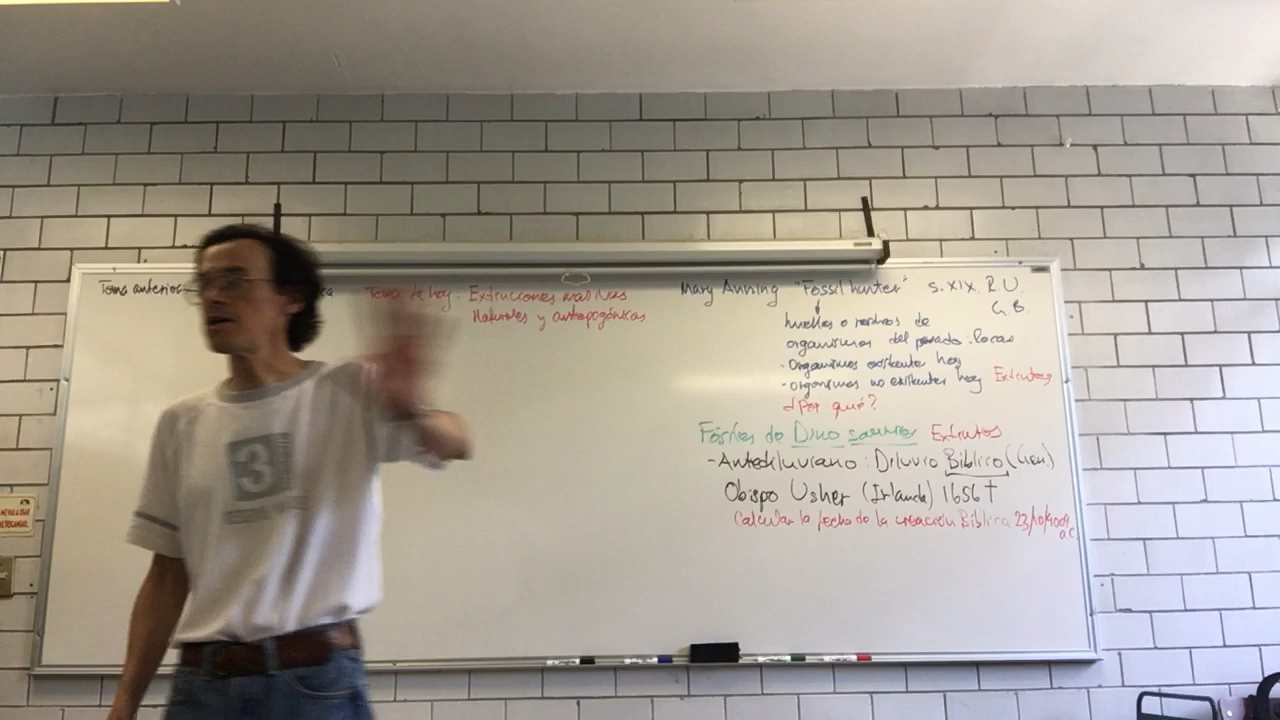 Tema anterior
Tema de hoy: Extinciones masivas
Naturales y antropogénicas
Mary Anning "Fossil hunter" S. XIX R.U.
G.B.
huellas o rastros de
organismos del pasado: locas
- Organismos existentes hoy
- organismos no existentes hoy Extintos
¿Por qué?
Fósiles de Dinosaurios Extintos
- Antediluviano: Diluvio Bíblico (Gen)
Obispo Usher (Irlanda) 1656 †
Calcular la fecha de la creación Bíblica 23/10/4004
a.C
3